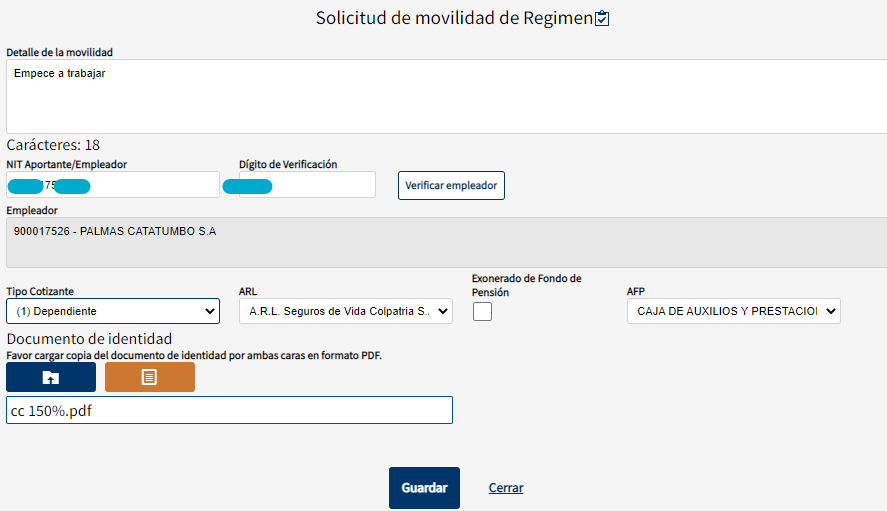 Solicitud de movilidad de Regimen
Detalle de la movilidad
Empece a trabajar
Carácteres: 18
NIT Aportante/Empleador
Dígito de Verificación
75
Verificar empleador
Empleador
900017526 - PALMAS CATATUMBO S.A
Exonerado de Fondo de Pensión
Tipo Cotizante
ARL
AFP
(1) Dependiente
A.R.L. Seguros de Vida Colpatria S..
CAJA DE AUXILIOS Y PRESTACIO
Documento de identidad
Favor cargar copia del documento de identidad por ambas caras en formato PDF.
cc 150%.pdf
Guardar
Cerrar